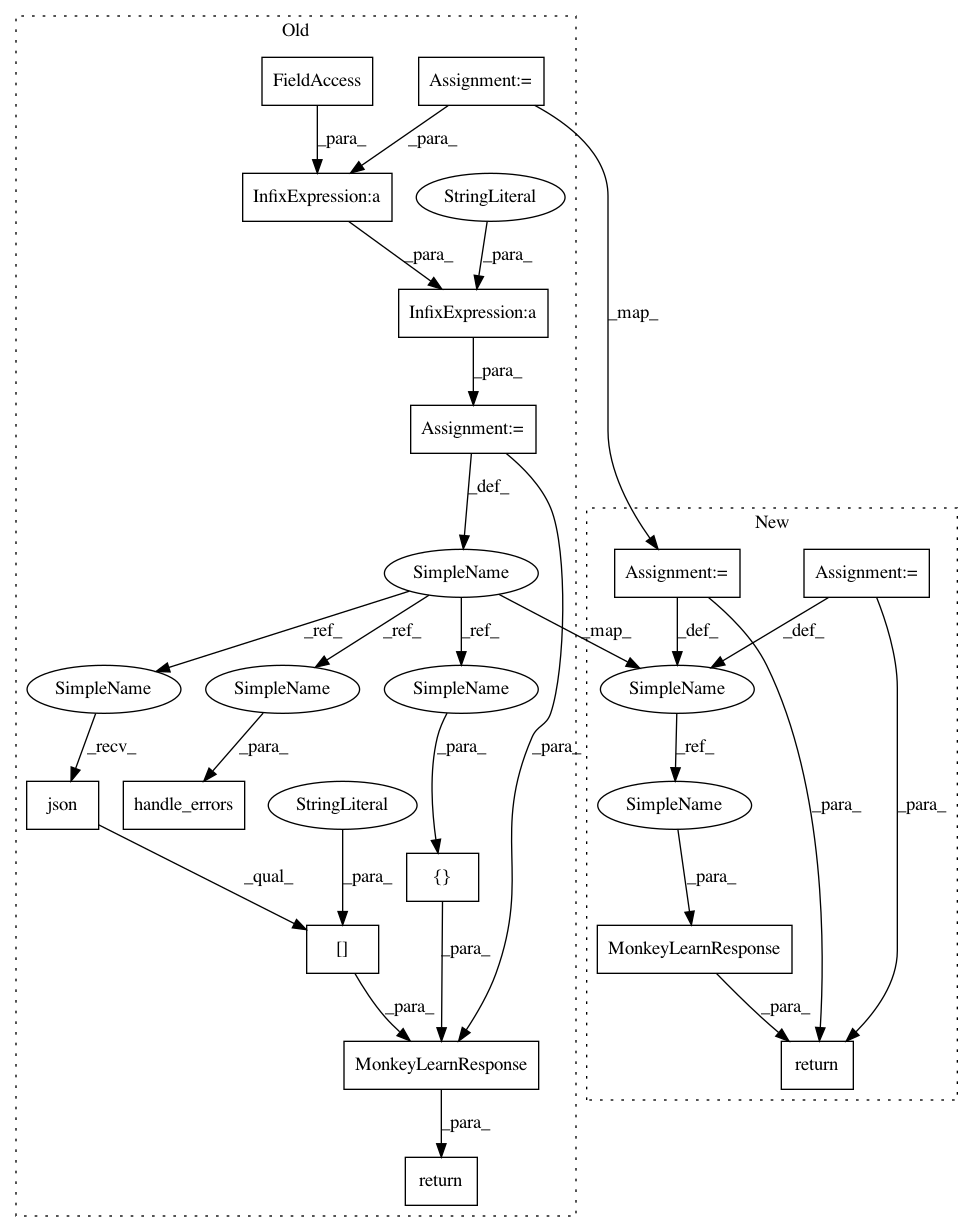 Old
FieldAccess
Assignment:=
_para_
_para_
InfixExpression:a
StringLiteral
_para_
_para_
InfixExpression:a
_map_
_para_
Assignment:=
_def_
New
SimpleName
Assignment:=
Assignment:=
_ref_
_ref_
_ref_
_map_
_def_
_def_
SimpleName
SimpleName
SimpleName
SimpleName
_recv_
_para_
_para_
_para_
_ref_
json
handle_errors
StringLiteral
SimpleName
_para_
_para_
_qual_
_para_
{}
_para_
[]
MonkeyLearnResponse
_para_
_para_
_para_
MonkeyLearnResponse
return
_para_
return